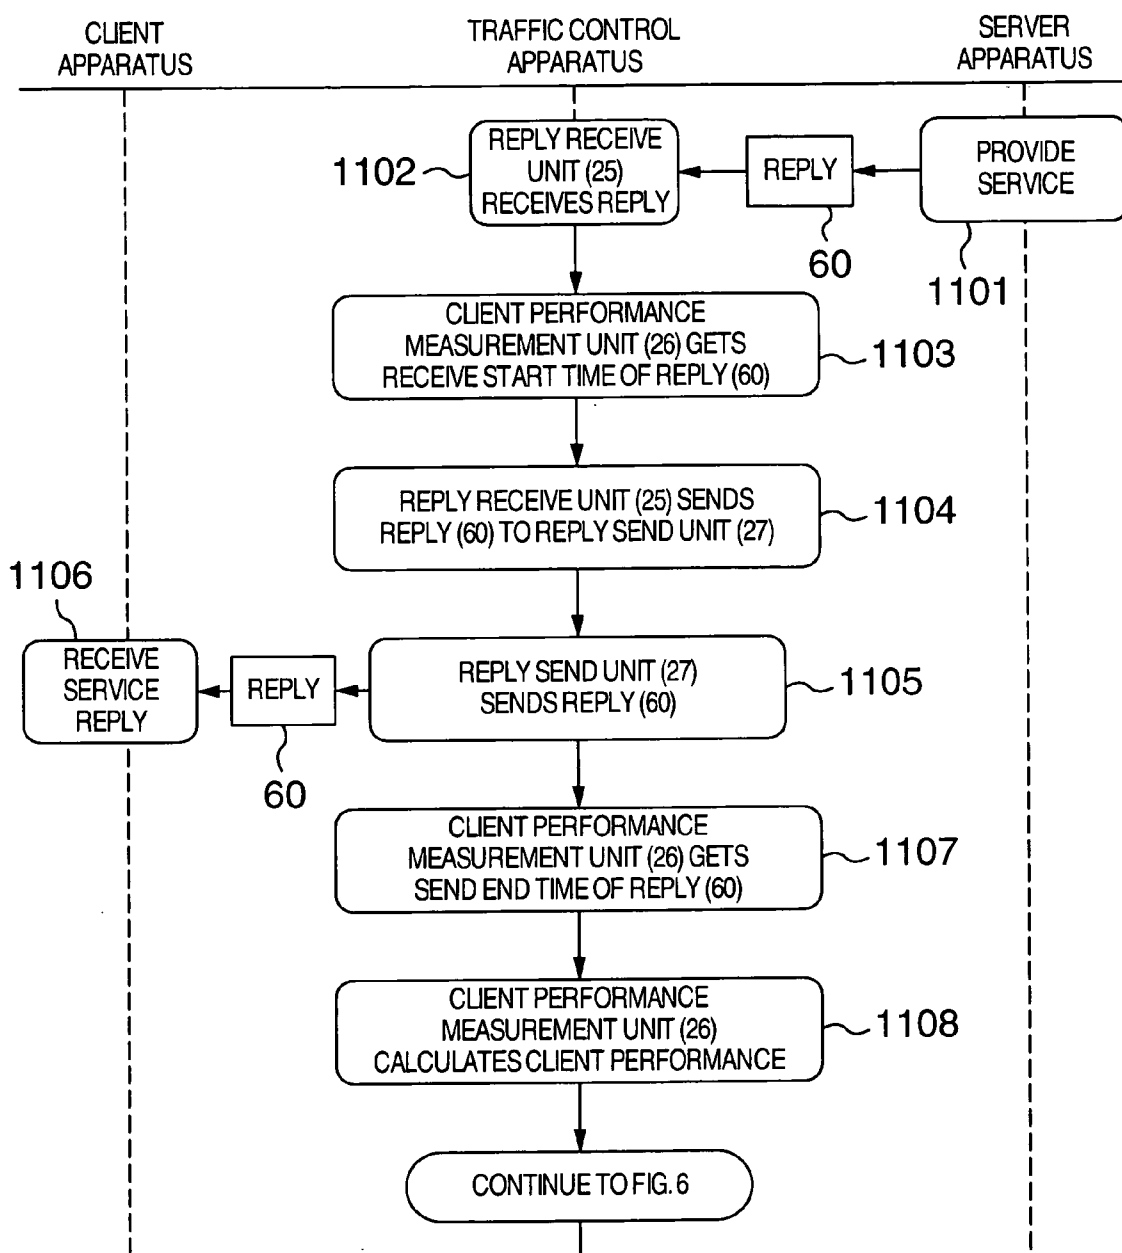 CLIENT
APPARATUS
TRAFFIC CONTROL
APPARATUS
SERVER
APPARATUS
1102
REPLY RECEIVE
UNIT (25)
RECEIVES REPLY
REPLY
60
PROVIDE
SERVICE
1101
CLIENT PERFORMANCE
MEASUREMENT UNIT (26) GETS
RECEIVE START TIME OF REPLY (60)
1103
REPLY RECEIVE UNIT (25) SENDS
REPLY (60) TO REPLY SEND UNIT (27)
1104
1106
RECEIVE
SERVICE
REPLY
REPLY
60
REPLY SEND UNIT (27)
SENDS REPLY (60)
1105
CLIENT PERFORMANCE
MEASUREMENT UNIT (26) GETS
SEND END TIME OF REPLY (60)
1107
CLIENT PERFORMANCE
MEASUREMENT UNIT (26)
CALCULATES CLIENT PERFORMANCE
1108
CONTINUE TO FIG. 6